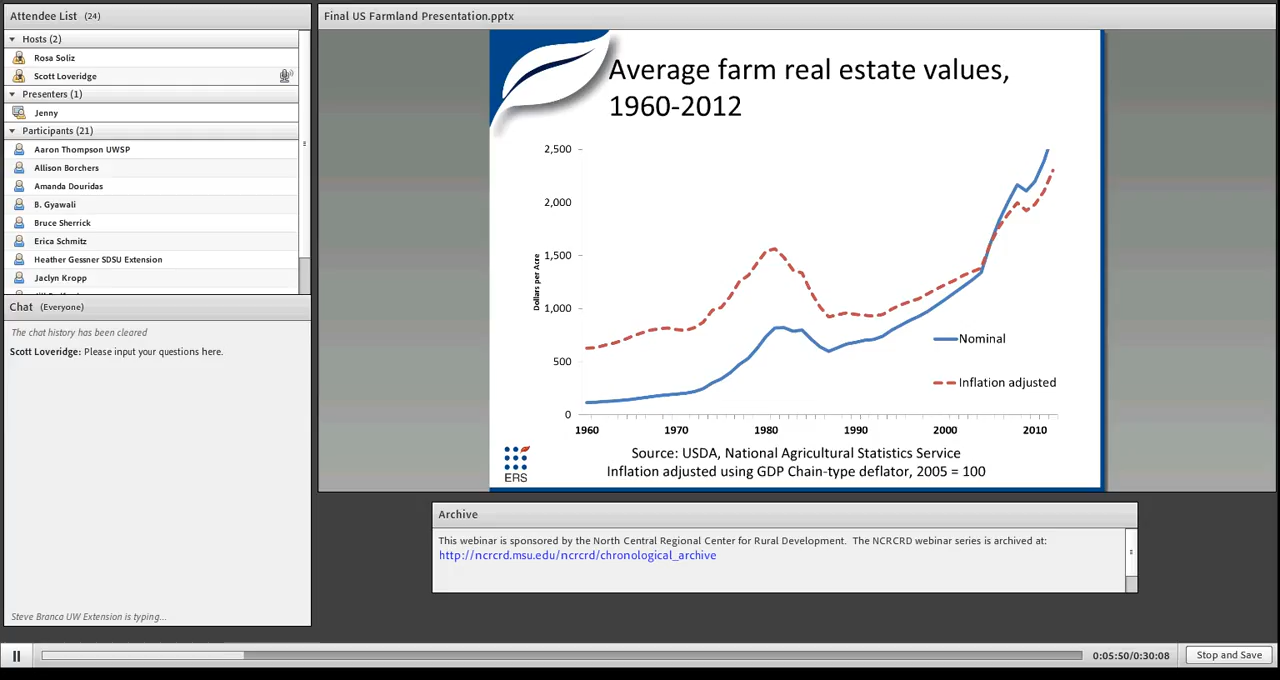 Attendee List (24)
Hosts (2)
Rosa Soliz
Scott Loveridge
Presenters (1)
Jenny
Participants (21)
Aaron Thompson UWSP
Allison Borchers
Amanda Douridas
B. Gyawali
Bruce Sherrick
Erica Schmitz
Heather Gessner SDSU Extension
Jaclyn Kropp
Chat (Everyone)
The chat history has been cleared
Scott Loveridge: Please input your questions here.
Steve Branca UW Extension is typing...
Final US Farmland Presentation.pptx
Average farm real estate values,
1960-2012
2,500
2,000
1,500
1,000
500
0
Dollars per Acre
1960 1970 1980 1990 2000 2010
Nominal
Inflation adjusted
Source: USDA, National Agricultural Statistics Service
Inflation adjusted using GDP Chain-type deflator, 2005 = 100
ERS
Archive
This webinar is sponsored by the North Central Regional Center for Rural Development. The NCRCRD webinar series is archived at:
http://ncrcrd.msu.edu/ncrcrd/chronological_archive
0:05:50/0:30:08
Stop and Save